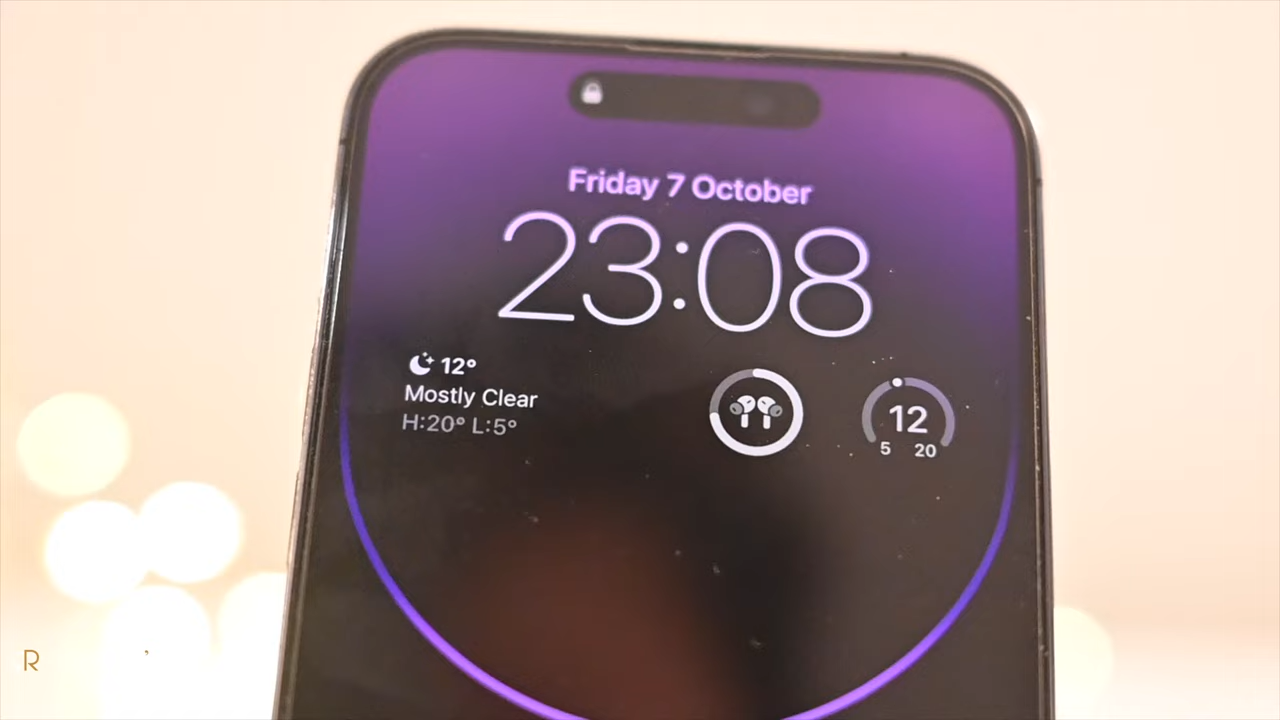 Friday 7 October
23:08
12°
Mostly Clear
H:20° L:5°
12
5 20
R ’